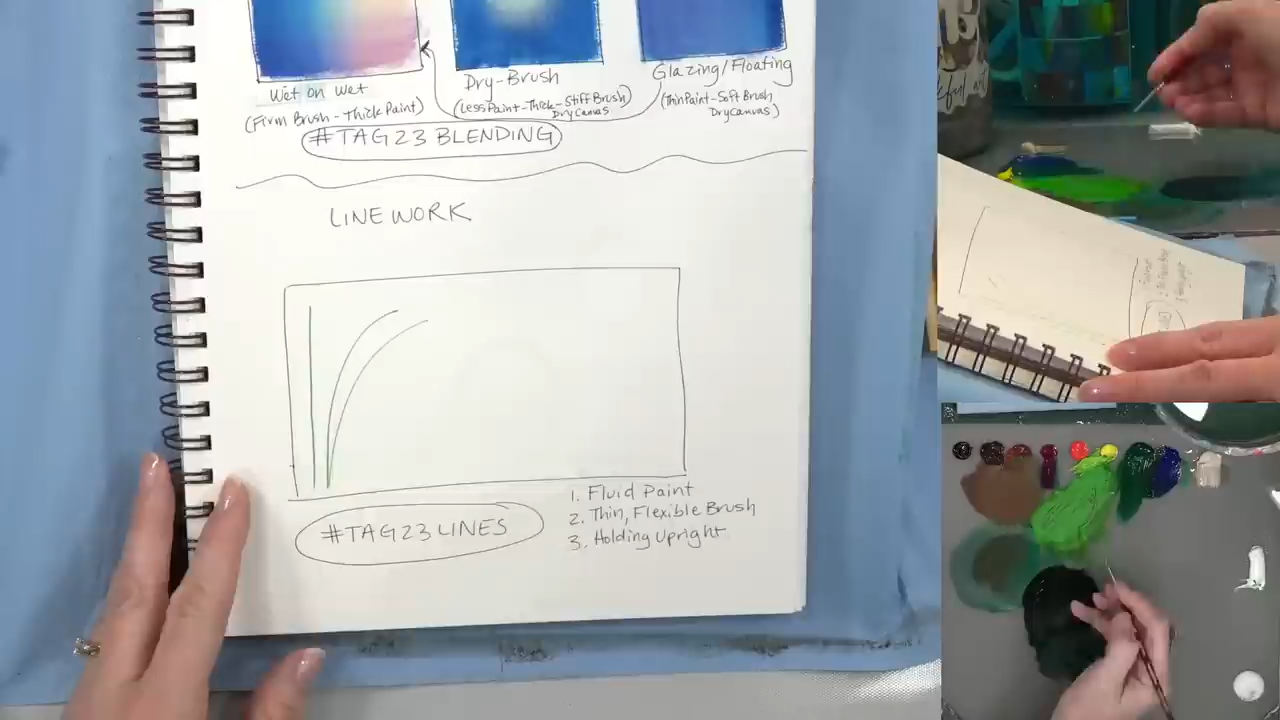 Wet on Wet
(Firm Brush - Thick Paint)
Dry-Brush
(Less Paint-Thick-Stiff Brush
Dry Canvas
Glazing/Floating
(Thin Paint - Soft Brush
Dry Canvas)
#TAG23 BLENDING
LINEWORK
#TAG23 LINES
1. Fluid Paint
2. Thin, Flexible Brush
3. Holding Upright